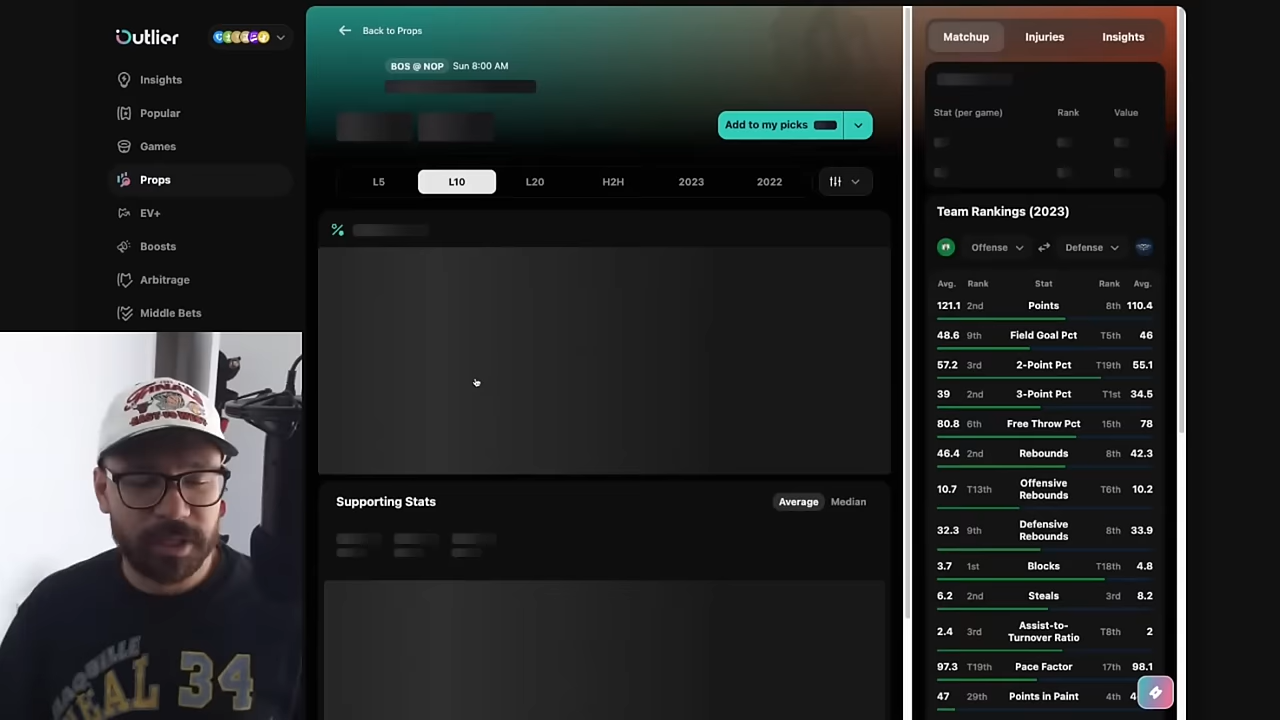 Outlier
Insights
Popular
Games
Props
EV+
Boosts
Arbitrage
Middle Bets
Back to Props
BOS @ NOP Sun 8:00 AM
Add to my picks
L5 L10 L20 H2H 2023 2022
%
Supporting Stats
Average Median
Matchup Injuries Insights
Stat (per game) Rank Value
Team Rankings (2023)
Offense Defense
Avg. Rank Stat Rank Avg.
121.1 2nd Points 8th 110.4
48.6 9th Field Goal Pct T5th 46
57.2 3rd 2-Point Pct T19th 55.1
39 2nd 3-Point Pct T1st 34.5
80.8 6th Free Throw Pct 15th 78
46.4 2nd Rebounds 8th 42.3
10.7 T13th Offensive Rebounds T6th 10.2
32.3 9th Defensive Rebounds 8th 33.9
3.7 1st Blocks T18th 4.8
6.2 2nd Steals 3rd 8.2
2.4 3rd Assist-to-Turnover Ratio T8th 2
97.3 T19th Pace Factor 17th 98.1
47 29th Points in Paint 4th
FINALS
EAST VS WEST
SHAQUILLE
O'NEAL 34